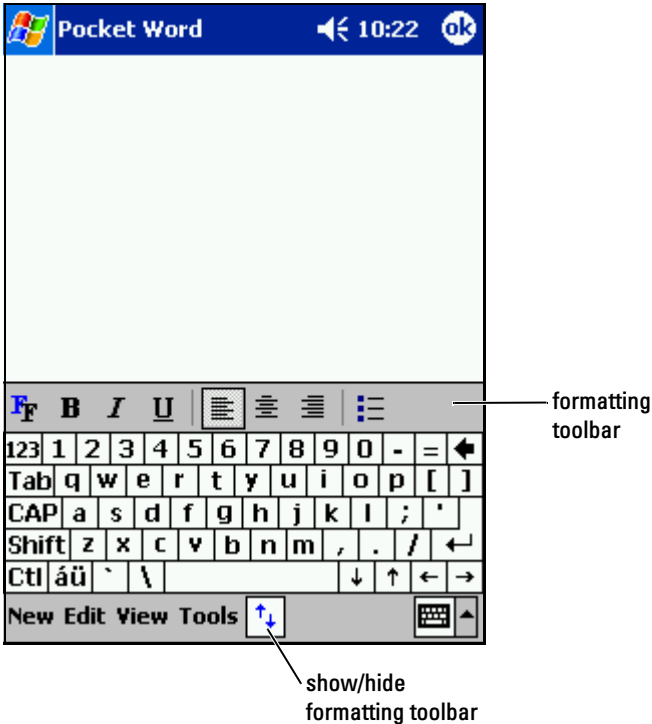 Pocket Word 10:22 ok
FF B I U
formatting
toolbar
123 1 2 3 4 5 6 7 8 9 0 - =
Tab q w e r t y u i o p [ ]
CAP a s d f g h j k l ; '
Shift z x c v b n m , . /
Ctl áü ` \
New Edit View Tools
show/hide
formatting toolbar